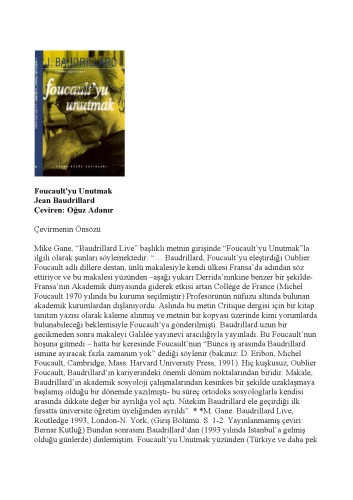 J. BAUDRILLARD
foucault'yu
unutmak
Foucault'yu Unutmak
Jean Baudrillard
Çeviren: Oğuz Adanır
Çevirmenin Önsözü
Mike Gane, “Baudrillard Live” başlıklı metnin girişinde “Foucault’yu Unutmak”la
ilgili olarak şunları söylemektedir: “… Baudrillard, Foucault’yu eleştirdiği Oublier
Foucault adlı dillere destan, ünlü makalesiyle kendi ülkesi Fransa’da adından söz
ettiriyor ve bu makalesi yüzünden –aşağı yukarı Derrida’nınkine benzer bir şekilde-
Fransa’nın Akademik dünyasında giderek etkisi artan Collége de France (Michel
Foucault 1970 yılında bu kuruma seçilmiştir) Profesörünün nüfuzu altında bulunan
akademik kurumlardan dışlanıyordu. Aslında bu metin Critique dergisi için bir kitap
tanıtım yazısı olarak kaleme alınmış ve metnin bir kopyası üzerinde kimi yorumlarda
bulunabileceği beklentisiyle Foucault’ya gönderilmişti. Baudrillard uzun bir
gecikmeden sonra makaleyi Galilée yayınevi aracılığıyla yayınladı. Bu Foucault’nun
hoşuna gitmedi – hatta bir keresinde Foucault’nun “Bunca iş arasında Baudrillard
ismine ayıracak fazla zamanım yok” dediği söylenir (bakınız: D. Eribon, Michel
Foucault, Cambridge, Mass. Harvard University Press, 1991). Hiç kuşkusuz, Oublier
Foucault, Baudrillard’ın kariyerindeki önemli dönüm noktalarından biridir. Makale,
Baudrillard’ın akademik sosyoloji çalışmalarından kesinkes bir şekilde uzaklaşmaya
başlamış olduğu bir dönemde yazılmıştı- bu süreç ortodoks sosyologlarla kendisi
arasında dikkate değer bir ayrılığa yol açtı. Nitekim Baudrillard ele geçirdiği ilk
fırsatta üniversite öğretim üyeliğinden ayrıldı”. * *M. Gane: Baudrillard Live,
Routledge 1993, London-N. York, (Giriş Bölümü. S. 1-2. Yayınlanmamış çeviri:
Bernar Kutluğ) Bundan sonrasını Baudrillard’dan (1993 yılında İstanbul’a gelmiş
olduğu günlerde) dinlemiştim. Foucault’yu Unutmak yüzünden (Türkiye ve daha pek